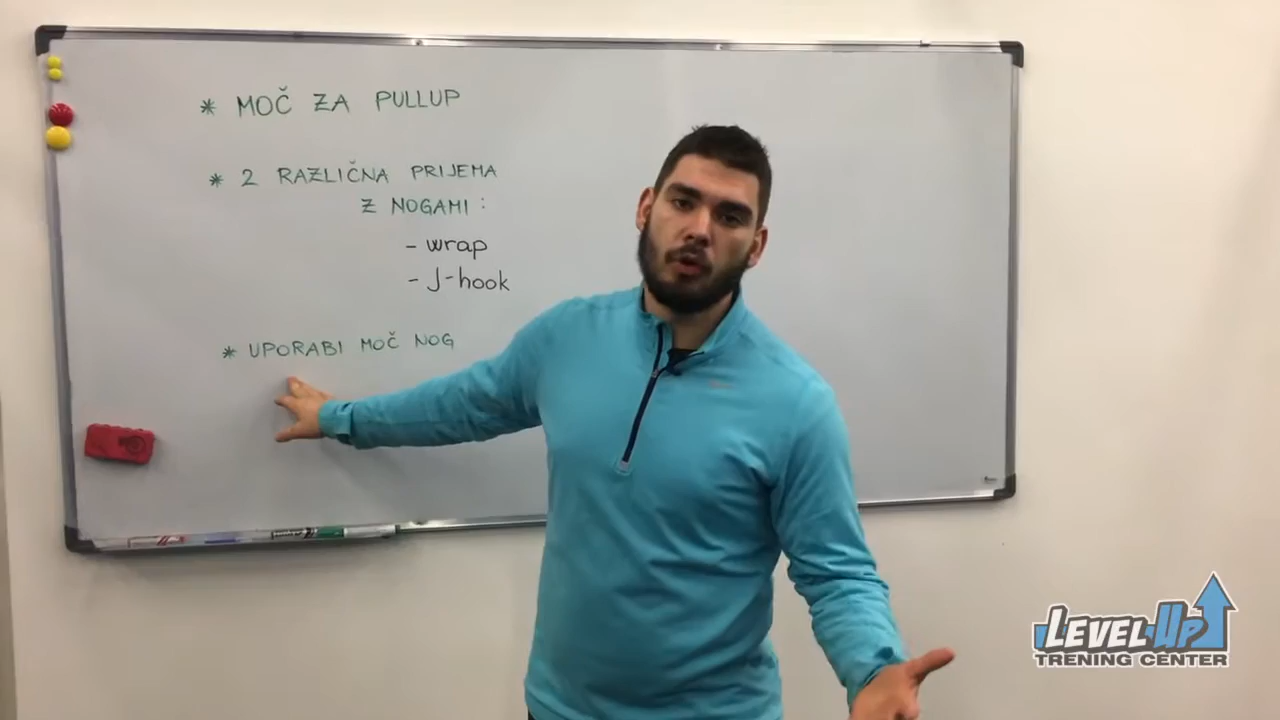 * MOČ ZA PULLUP
* 2 RAZLIČNA PRIJEMA
Z NOGAMI :
- wrap
- J-hook
* UPORABI MOČ NOG
LEVEL UP
TRENING CENTER